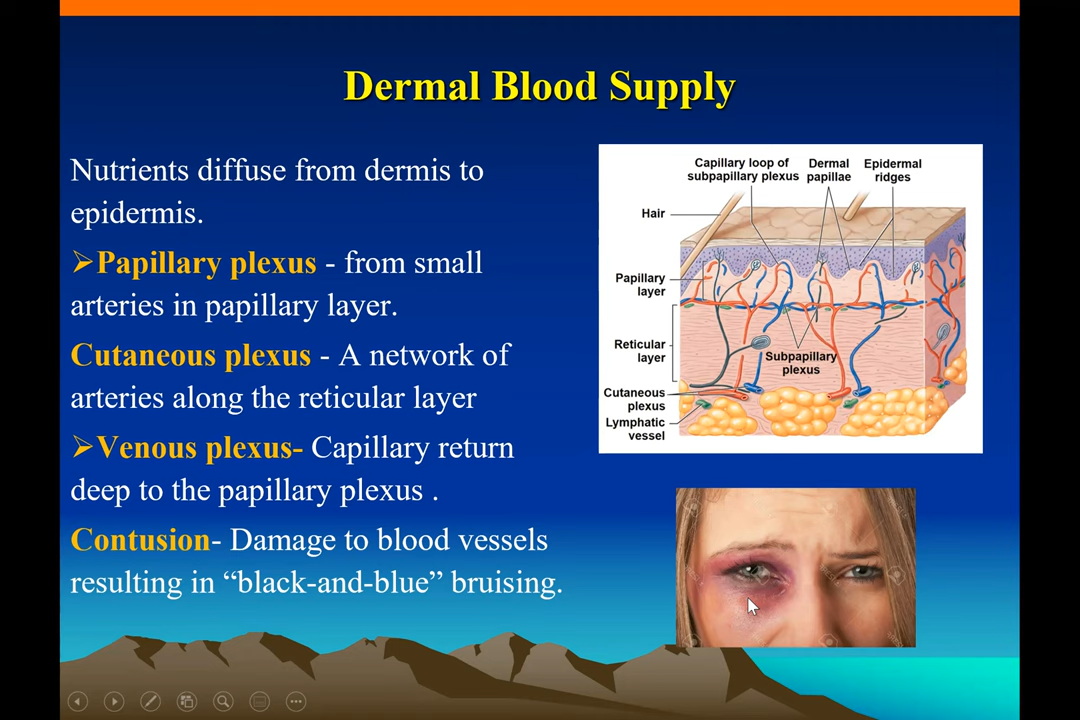 Dermal Blood Supply
Nutrients diffuse from dermis to
epidermis.
➢Papillary plexus - from small
arteries in papillary layer.
Cutaneous plexus - A network of
arteries along the reticular layer
➢Venous plexus- Capillary return
deep to the papillary plexus .
Contusion- Damage to blood vessels
resulting in “black-and-blue” bruising.
Capillary loop of
subpapillary plexus
Dermal
papillae
Epidermal
ridges
Hair
Papillary
layer
Reticular
layer
Subpapillary
plexus
Cutaneous
plexus
Lymphatic
vessel